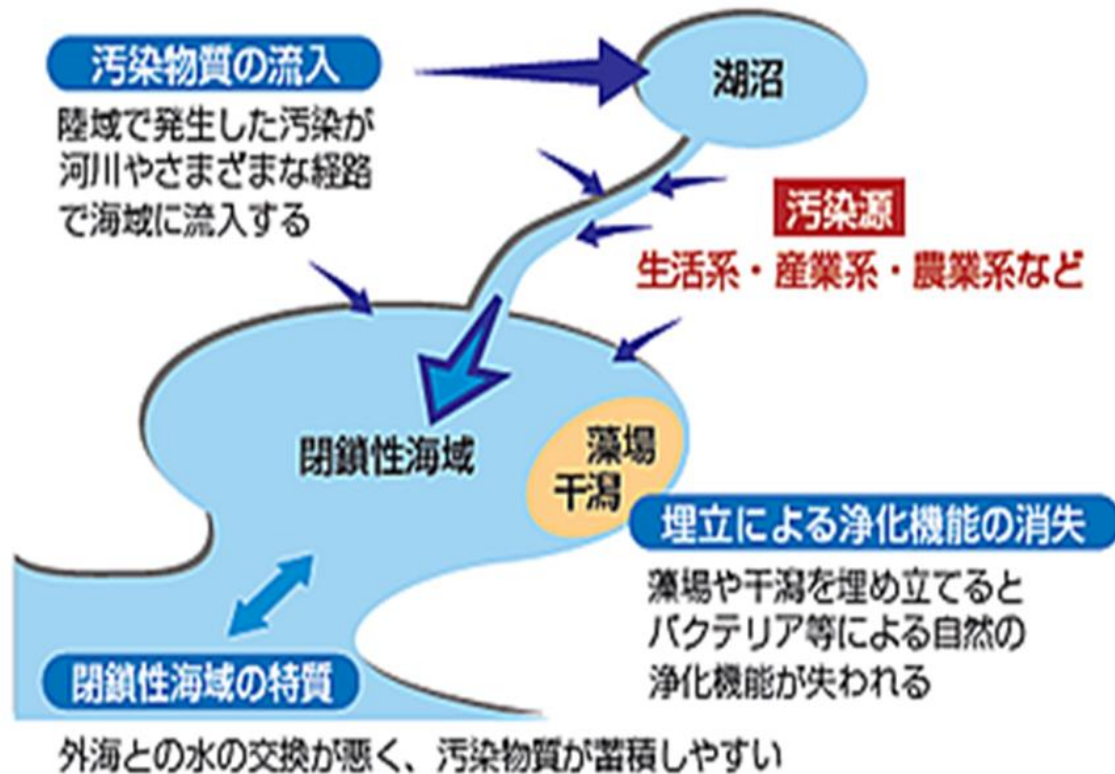 汚染物質の流入
陸域で発生した汚染が
河川やさまざまな経路
で海域に流入する
湖沼
汚染源
生活系・産業系・農業系など
閉鎖性海域
藻場
干潟
埋立による浄化機能の消失
藻場や干潟を埋め立てると
バクテリア等による自然の
浄化機能が失われる
閉鎖性海域の特質
外海との水の交換が悪く、汚染物質が蓄積しやすい